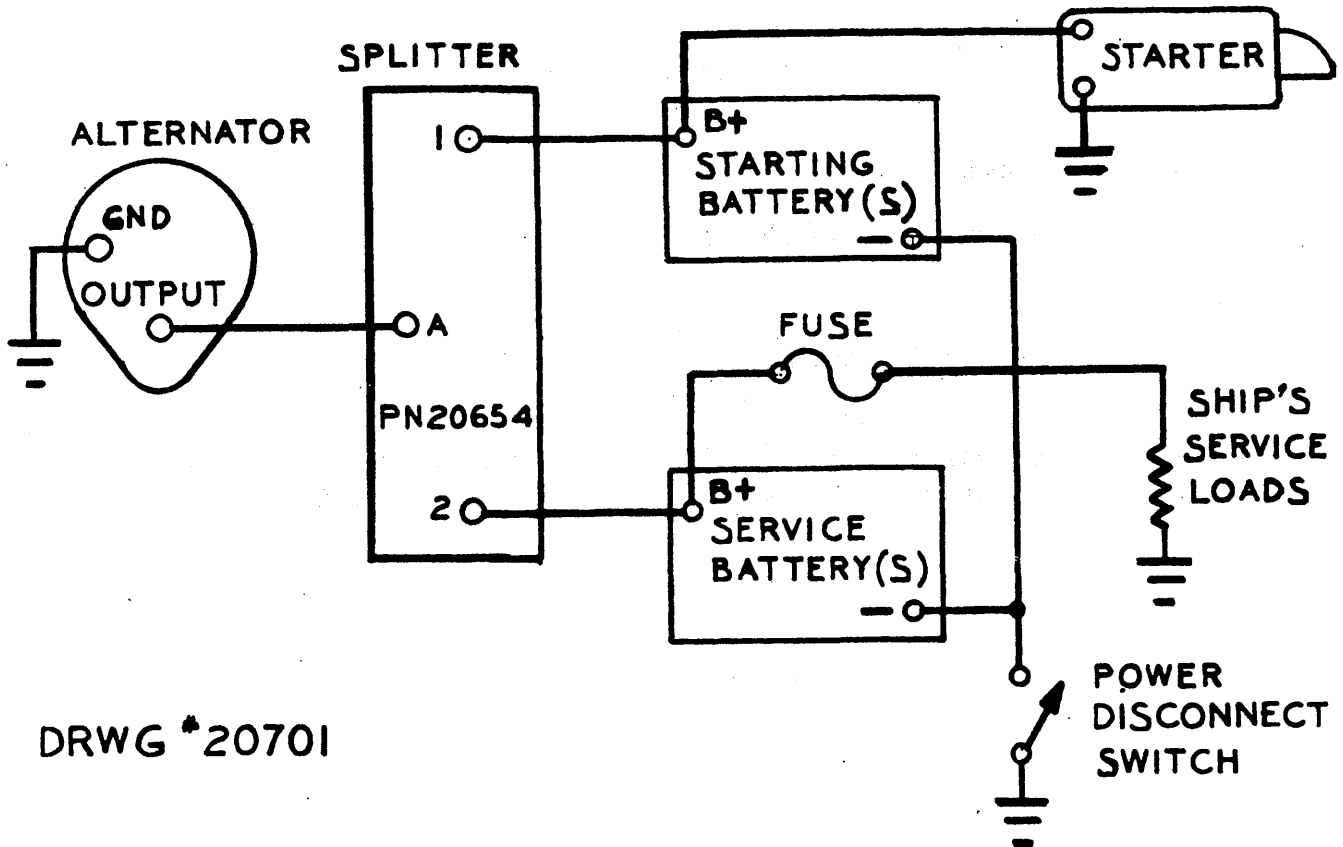 SPLITTER
ALTERNATOR
GND
OUTPUT
1
A
PN20654
2
STARTER
B+
STARTING
BATTERY(S)
−
FUSE
B+
SERVICE
BATTERY(S)
−
SHIP'S
SERVICE
LOADS
POWER
DISCONNECT
SWITCH
DRWG #20701